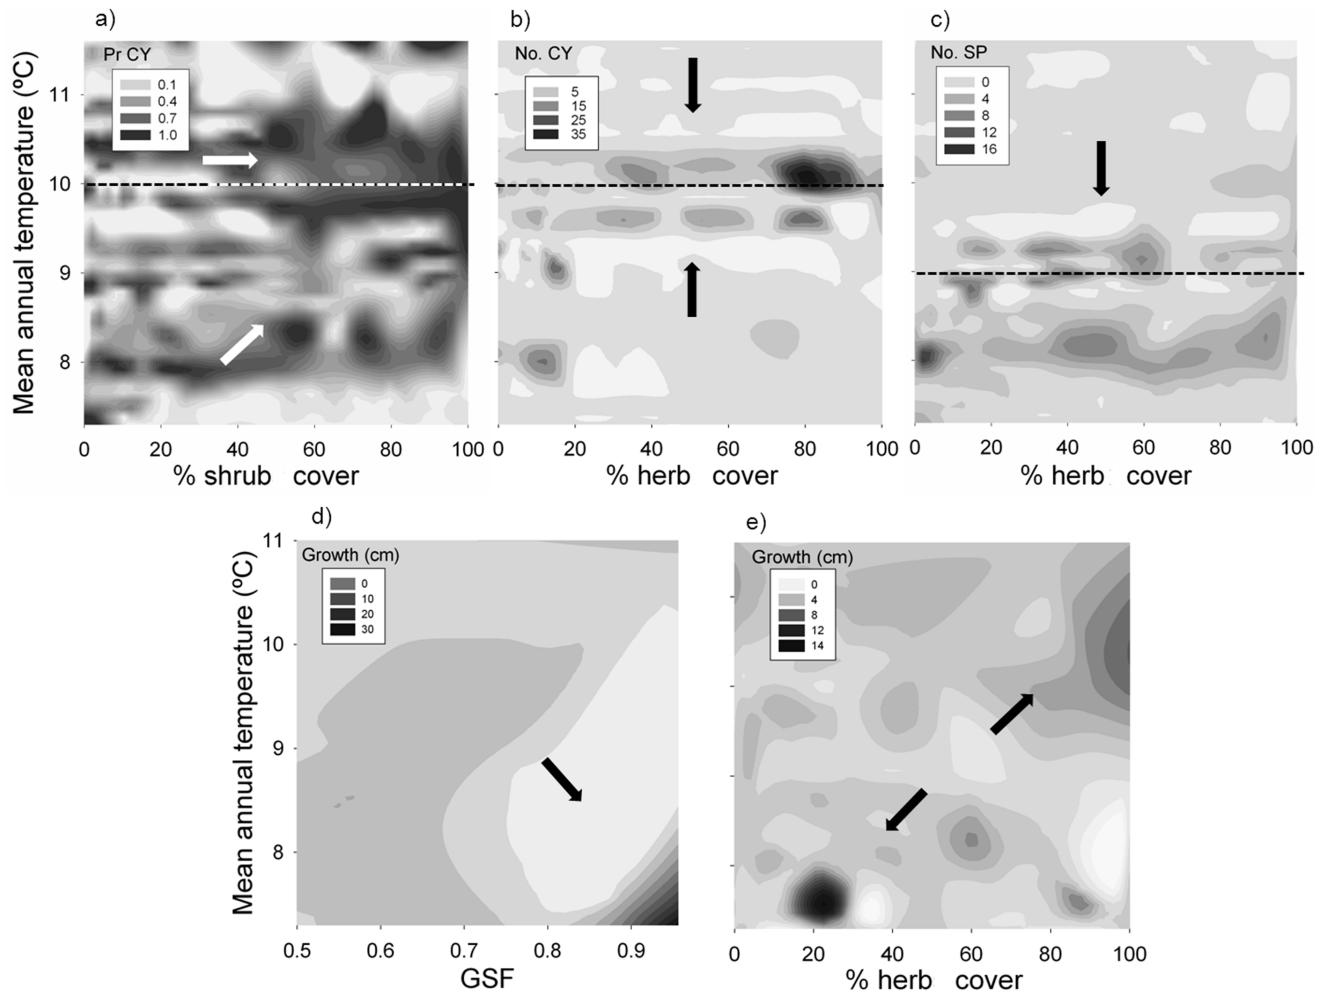 a)
Pr CY
0.1
0.4
0.7
1.0
Mean annual temperature (ºC)
11
10
9
8
0 20 40 60 80 100
% shrub cover
b)
No. CY
5
15
25
35
0 20 40 60 80 100
% herb cover
c)
No. SP
0
4
8
12
16
0 20 40 60 80 100
% herb cover
d)
Growth (cm)
0
10
20
30
Mean annual temperature (ºC)
11
10
9
8
0.5 0.6 0.7 0.8 0.9
GSF
e)
Growth (cm)
0
4
8
12
14
0 20 40 60 80 100
% herb cover